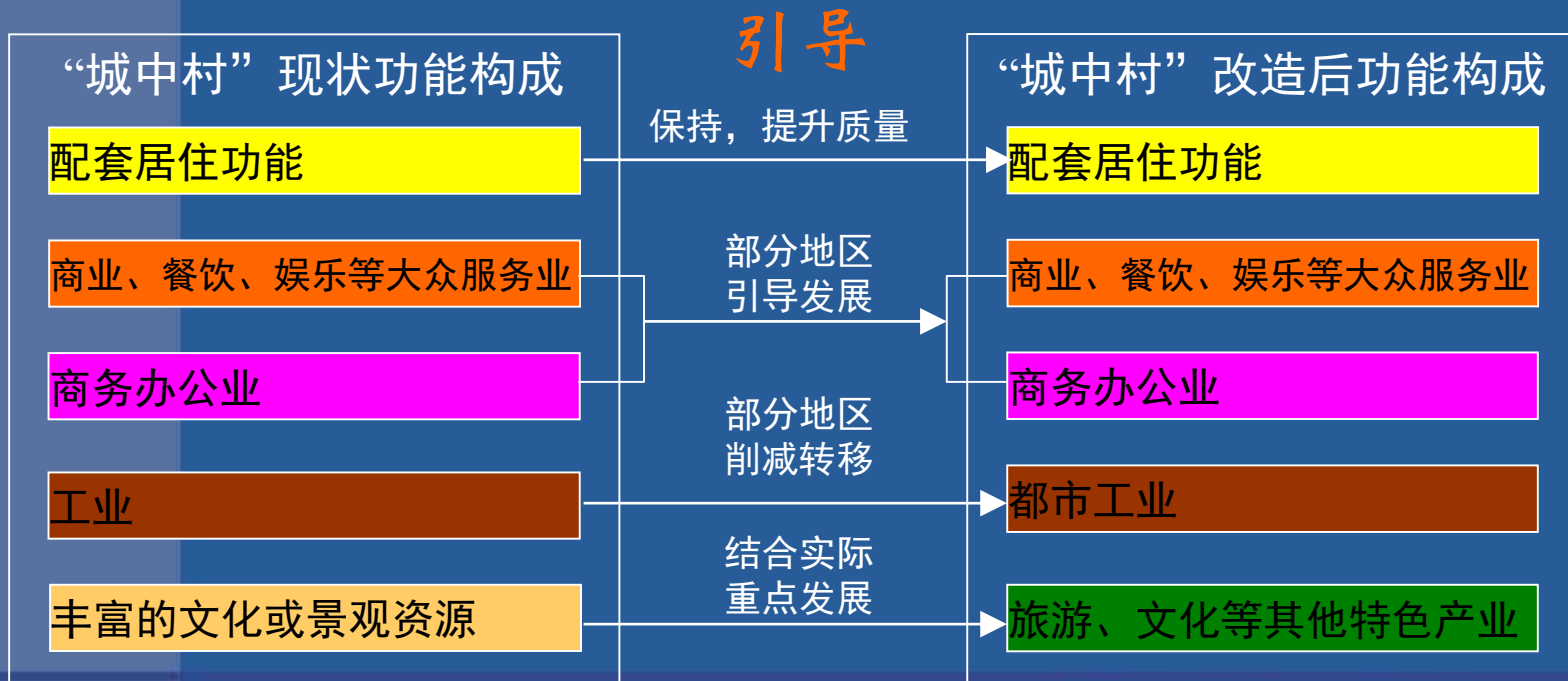 引导
“城中村”现状功能构成
配套居住功能
商业、餐饮、娱乐等大众服务业
商务办公业
工业
丰富的文化或景观资源
保持，提升质量
部分地区
引导发展
部分地区
削减转移
结合实际
重点发展
“城中村”改造后功能构成
配套居住功能
商业、餐饮、娱乐等大众服务业
商务办公业
都市工业
旅游、文化等其他特色产业